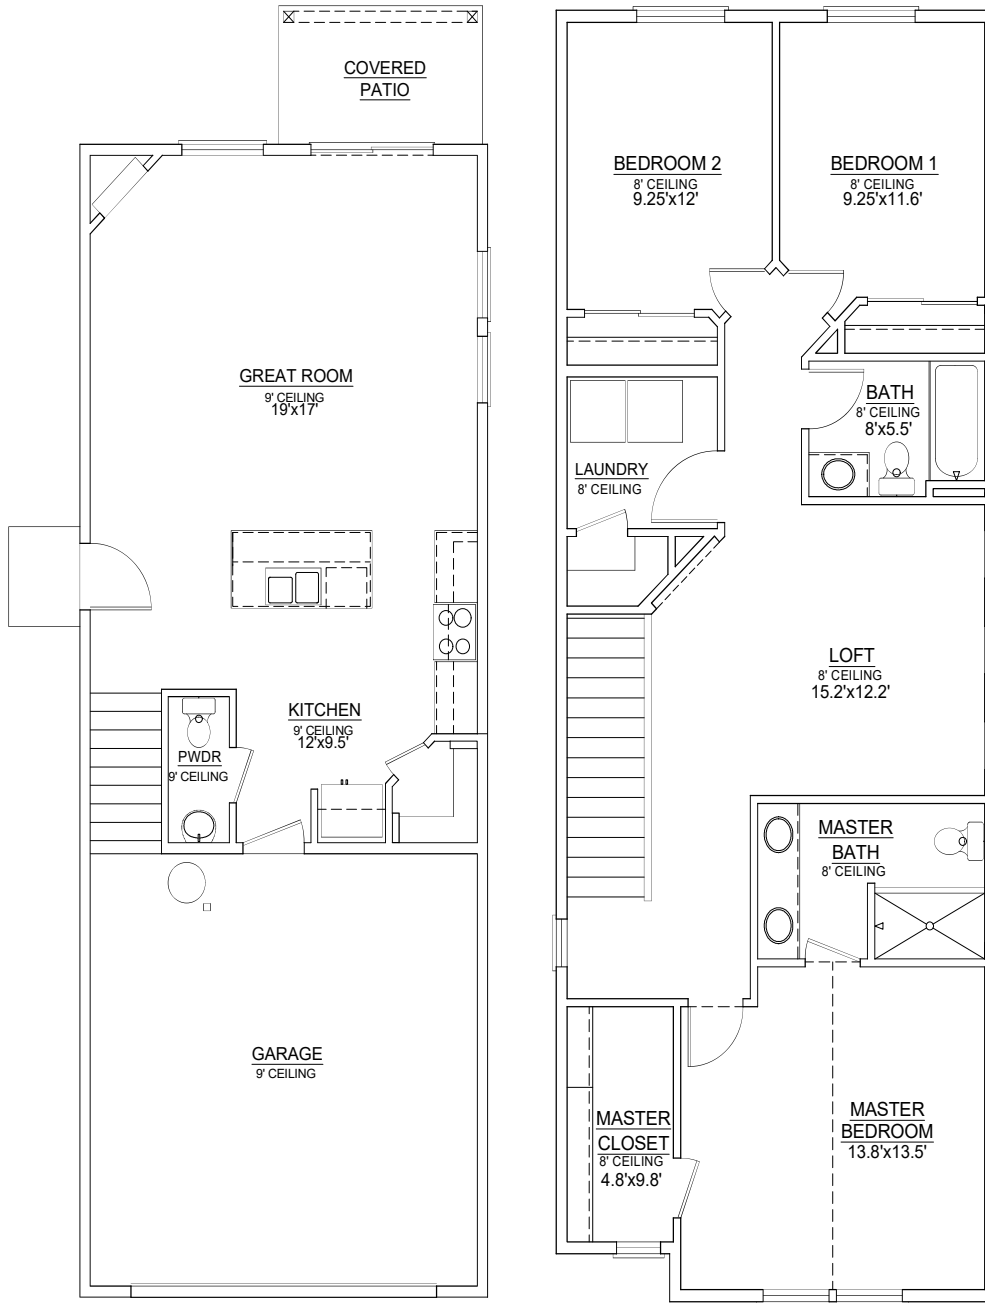 COVERED
PATIO
GREAT ROOM
9' CEILING
19'x17'
KITCHEN
9' CEILING
12'x9.5'
PWDR
9' CEILING
GARAGE
9' CEILING
BEDROOM 2
8' CEILING
9.25'x12'
BEDROOM 1
8' CEILING
9.25'x11.6'
BATH
8' CEILING
8'x5.5'
LAUNDRY
8' CEILING
LOFT
8' CEILING
15.2'x12.2'
MASTER
BATH
8' CEILING
MASTER
CLOSET
8' CEILING
4.8'x9.8'
MASTER
BEDROOM
13.8'x13.5'